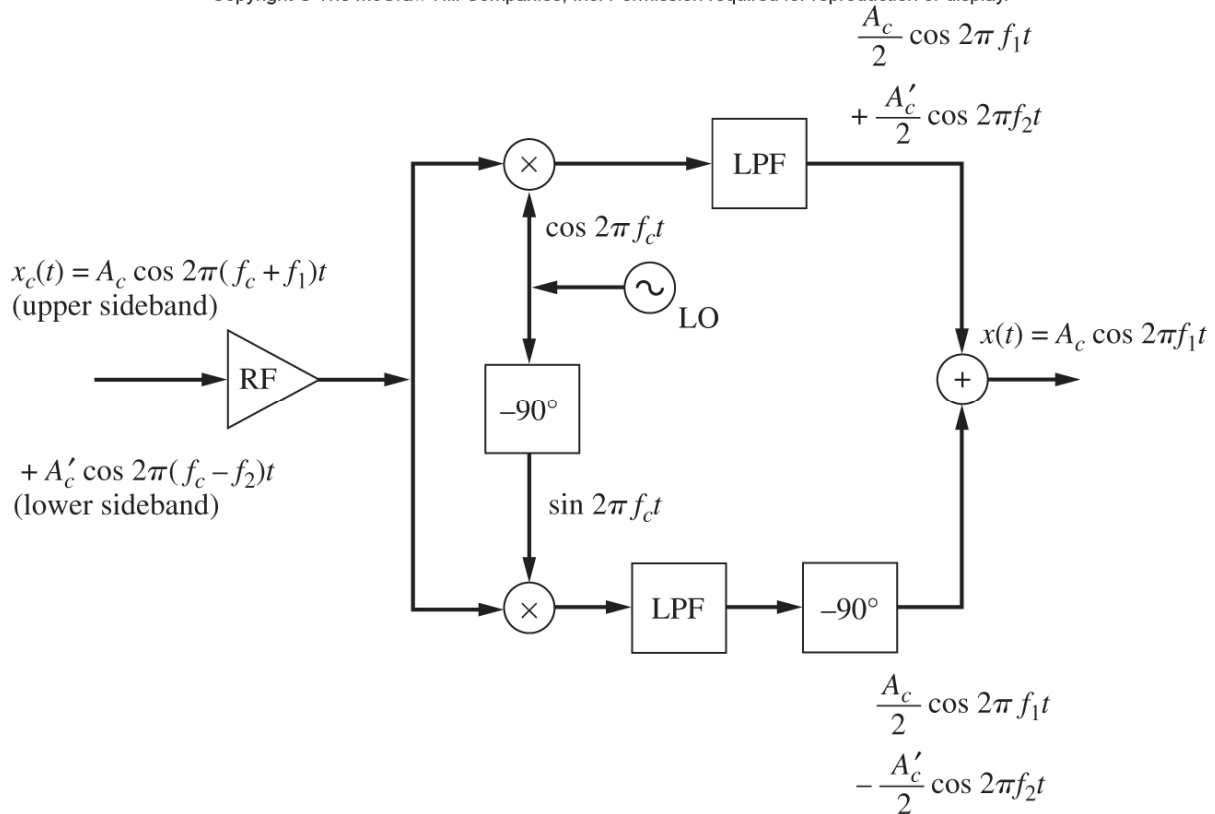 Copyright © The McGraw-Hill Companies, Inc. Permission required for reproduction or display.
A_c/2 cos 2π f_1t
+ A′_c/2 cos 2πf_2t
× LPF
cos 2π f_ct
x_c(t) = A_c cos 2π(f_c + f_1)t
(upper sideband)
~ LO
x(t) = A_c cos 2πf_1t
RF
–90°
+
+ A′_c cos 2π(f_c – f_2)t
(lower sideband)
sin 2π f_ct
× LPF –90°
A_c/2 cos 2π f_1t
– A′_c/2 cos 2πf_2t